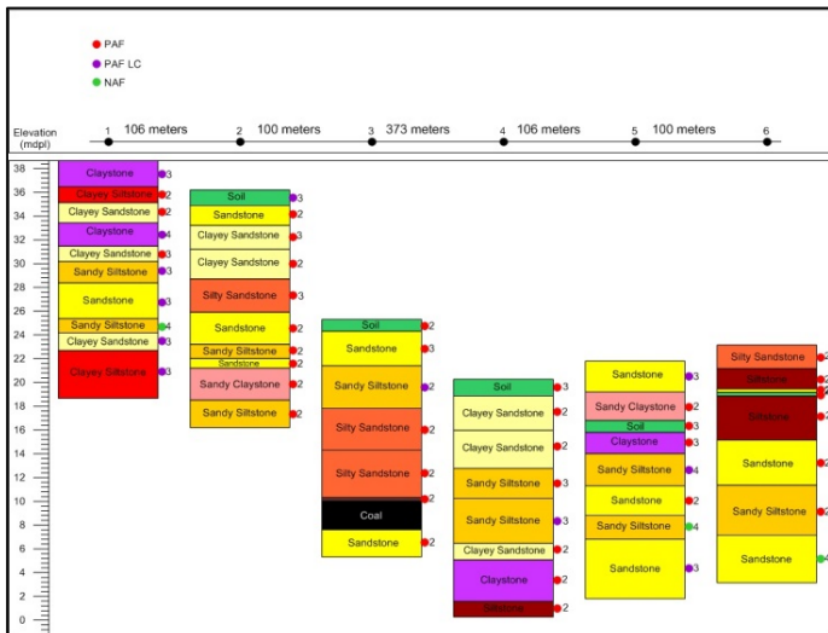 PAF
PAF LC
NAF
Elevation
(mdpl)
1 106 meters 2 100 meters 3 373 meters 4 106 meters 5 100 meters 6
38
36
34
32
30
28
26
24
22
20
18
16
14
12
10
8
6
4
2
0
Claystone 3
Clayey Siltstone 2
Clayey Sandstone 2
Claystone 4
Clayey Sandstone 3
Sandy Siltstone 3
Sandstone 3
Sandy Siltstone 4
Clayey Sandstone 3
Clayey Siltstone 3
Soil 3
Sandstone 2
Clayey Sandstone 3
Clayey Sandstone 2
Silty Sandstone 3
Sandstone 2
Sandy Siltstone 2
Sandstone 2
Sandy Claystone 2
Sandy Siltstone 2
Soil 2
Sandstone 3
Sandy Siltstone 2
Silty Sandstone 2
Silty Sandstone 2
2
Coal
Sandstone 2
Soil 3
Clayey Sandstone 2
Clayey Sandstone 2
Sandy Siltstone 3
Sandy Siltstone 3
Clayey Sandstone 2
Claystone 2
Siltstone 2
Sandstone 3
Sandy Claystone 2
Soil 3
Claystone 3
Sandy Siltstone 4
Sandstone 2
Sandy Siltstone 4
Sandstone 3
Silty Sandstone 2
Siltstone 2
Siltstone 2
Sandstone 2
Sandy Siltstone 2
Sandstone 4